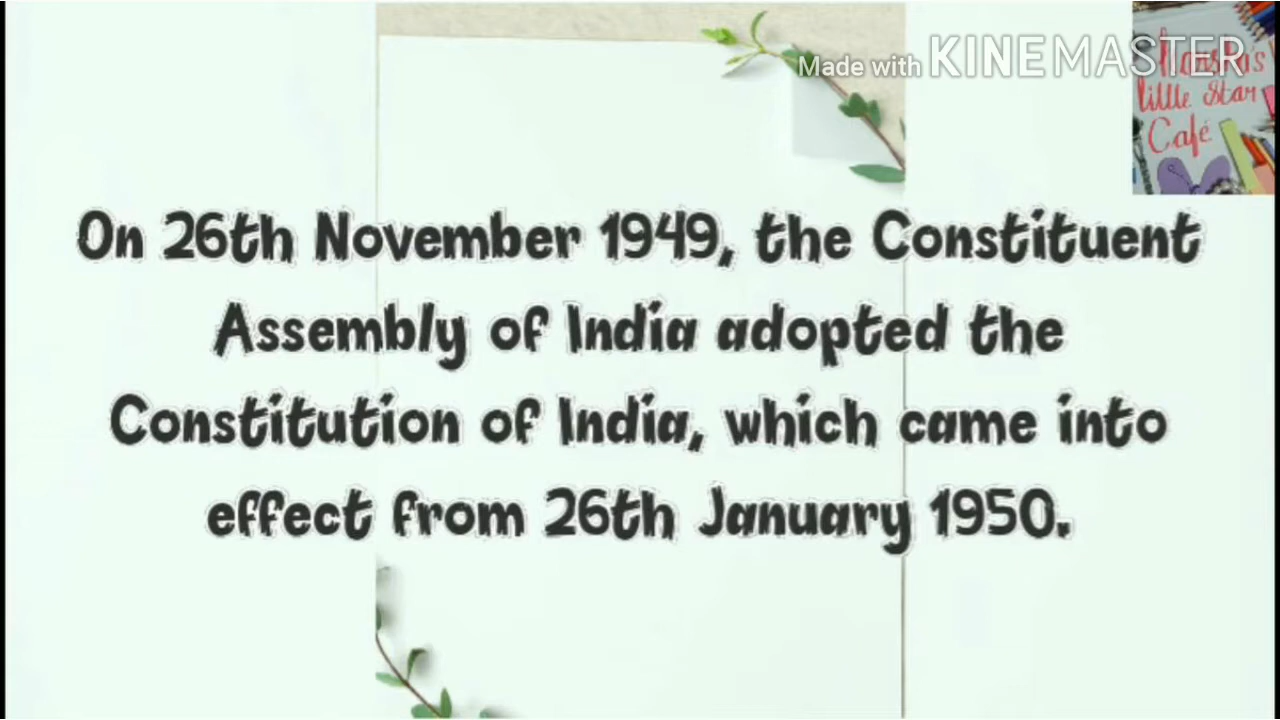 Made with KINEMASTER
little Star
Café
On 26th November 1949, the Constituent
Assembly of India adopted the
Constitution of India, which came into
effect from 26th January 1950.